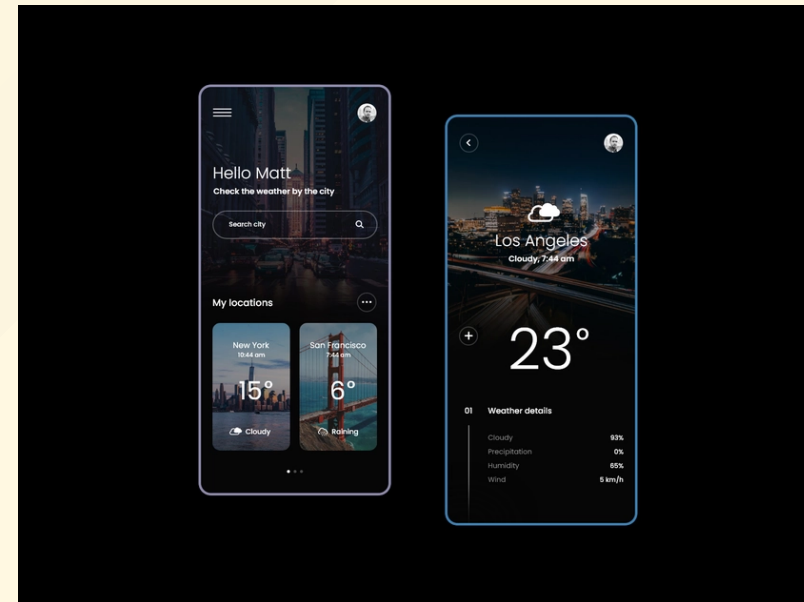 Hello Matt
Check the weather by the city
Search city
My locations
New York
10:44 am
15°
Cloudy
San Francisco
7:44 am
6°
Raining
Los Angeles
Cloudy, 7:44 am
23°
01 Weather details
Cloudy 93%
Precipitation 0%
Humidity 65%
Wind 5 km/h